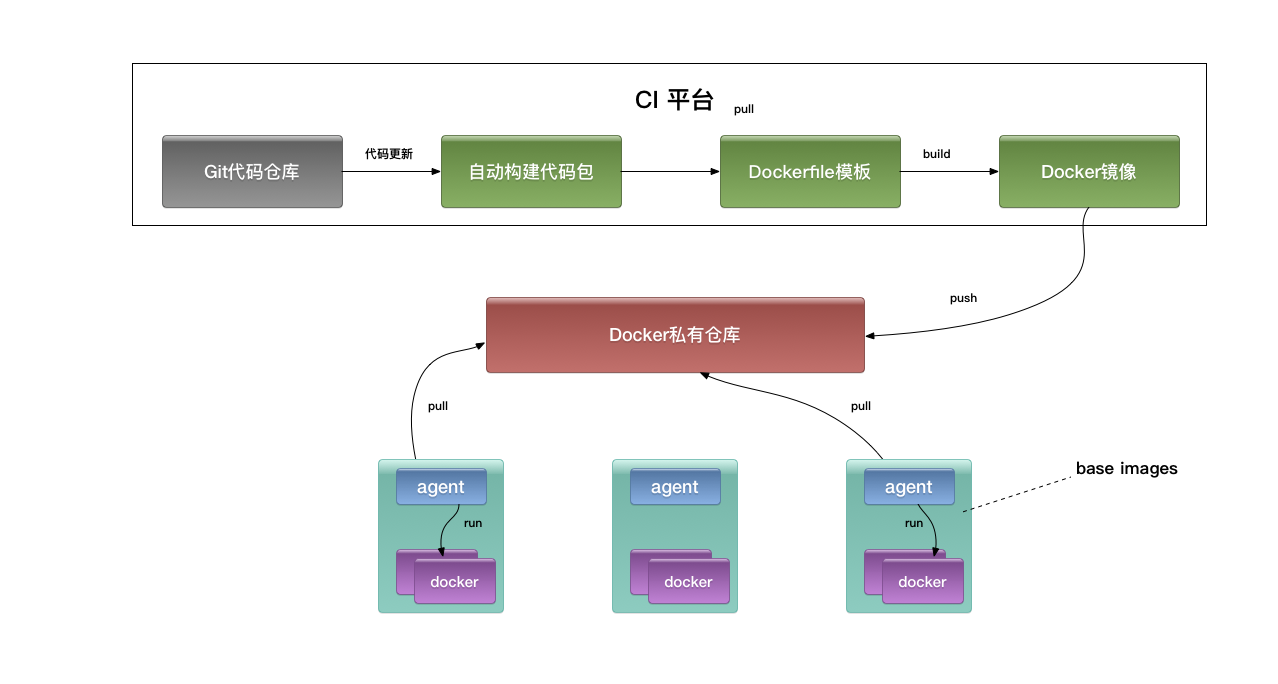 CI 平台
pull
Git代码仓库
代码更新
自动构建代码包
Dockerfile模板
build
Docker镜像
push
Docker私有仓库
pull
pull
base images
agent
run
docker
agent
docker
agent
run
docker